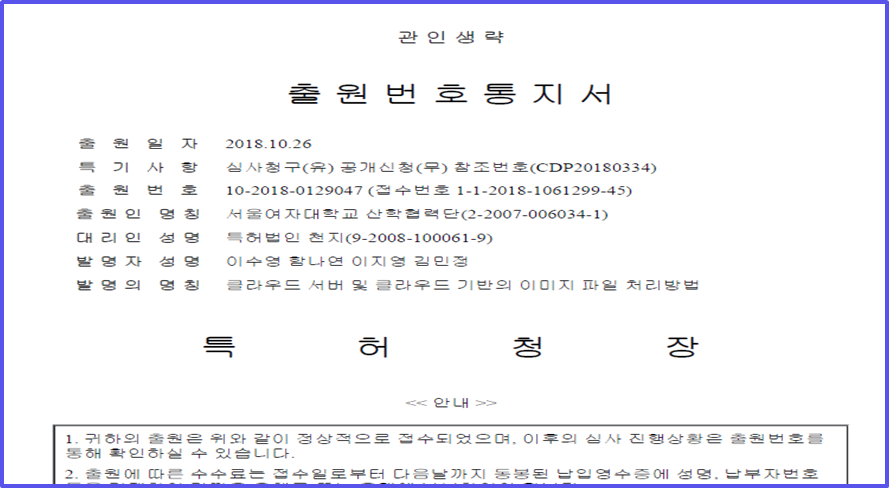 관 인 생 략
출 원 번 호 통 지 서
출 원 일 자 2018.10.26
특 기 사 항 심사청구(유) 공개신청(무) 참조번호(CDP20180334)
출 원 번 호 10-2018-0129047 (접수번호 1-1-2018-1061299-45)
출 원 인 명 칭 서울여자대학교 산학협력단(2-2007-006034-1)
대 리 인 성 명 특허법인 천지(9-2008-100061-9)
발 명 자 성 명 이수영 함나연 이지영 김민정
발 명 의 명 칭 클라우드 서버 및 클라우드 기반의 이미지 파일 처리방법
특 허 청 장
<< 안내 >>
1. 귀하의 출원은 위와 같이 정상적으로 접수되었으며, 이후의 심사 진행상황은 출원번호를
통해 확인하실 수 있습니다.
2. 출원에 따른 수수료는 접수일로부터 다음날까지 동봉된 납입영수증에 성명, 납부자번호